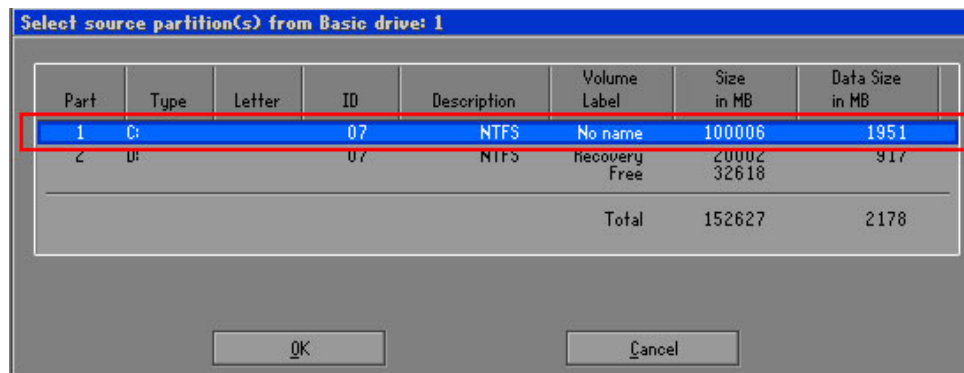 Select source partition(s) from Basic drive: 1
Part Type Letter ID Description Volume Label Size in MB Data Size in MB
1 C: 07 NTFS No name 100006 1951
2 D: 07 NTFS Recovery 20002 917
Free 32618
Total 152627 2178
OK Cancel